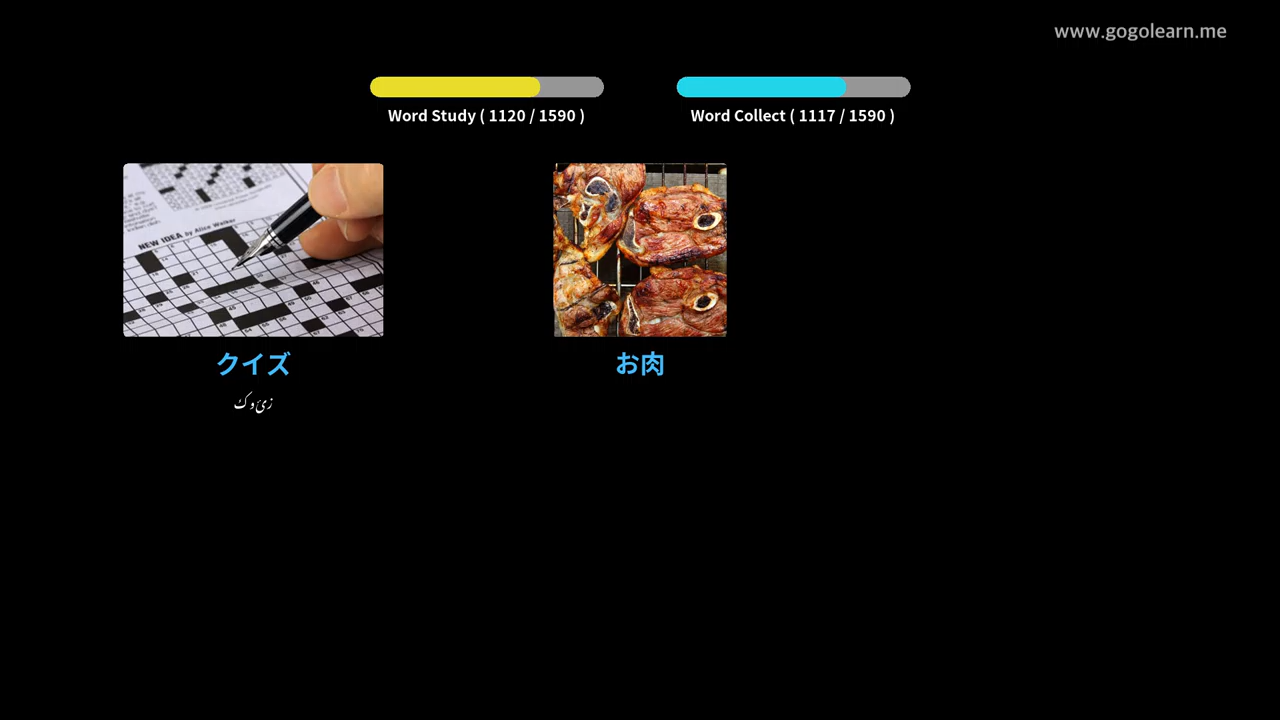 www.gogolearn.me
Word Study ( 1120 / 1590 )
Word Collect ( 1117 / 1590 )
NEW IDEA by Alice Walker
クイズ
お肉